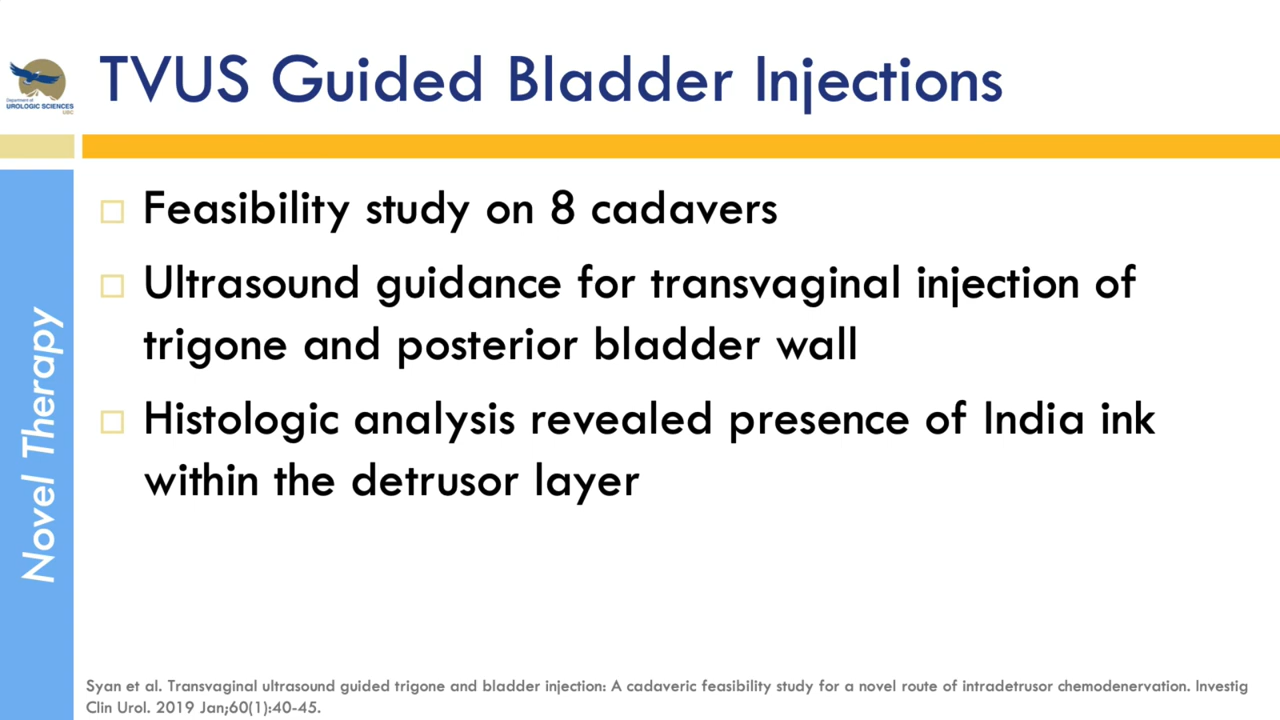 TVUS Guided Bladder Injections
Department of
UROLOGIC SCIENCES
UBC
Novel Therapy
Feasibility study on 8 cadavers
Ultrasound guidance for transvaginal injection of
trigone and posterior bladder wall
Histologic analysis revealed presence of India ink
within the detrusor layer
Syan et al. Transvaginal ultrasound guided trigone and bladder injection: A cadaveric feasibility study for a novel route of intradetrusor chemodenervation. Investig
Clin Urol. 2019 Jan;60(1):40-45.